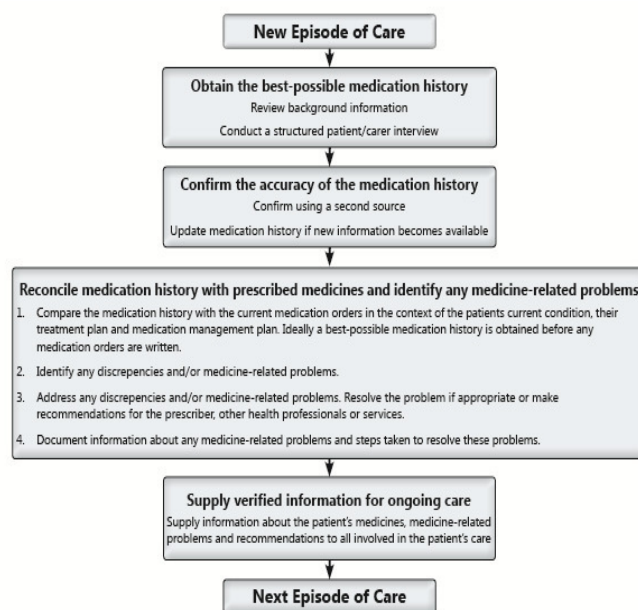 New Episode of Care
Obtain the best-possible medication history
Review background information
Conduct a structured patient/carer interview
Confirm the accuracy of the medication history
Confirm using a second source
Update medication history if new information becomes available
Reconcile medication history with prescribed medicines and identify any medicine-related problems
1. Compare the medication history with the current medication orders in the context of the patients current condition, their
treatment plan and medication management plan. Ideally a best-possible medication history is obtained before any
medication orders are written.
2. Identify any discrepancies and/or medicine-related problems.
3. Address any discrepancies and/or medicine-related problems. Resolve the problem if appropriate or make
recommendations for the prescriber, other health professionals or services.
4. Document information about any medicine-related problems and steps taken to resolve these problems.
Supply verified information for ongoing care
Supply information about the patient's medicines, medicine-related
problems and recommendations to all involved in the patient's care
Next Episode of Care